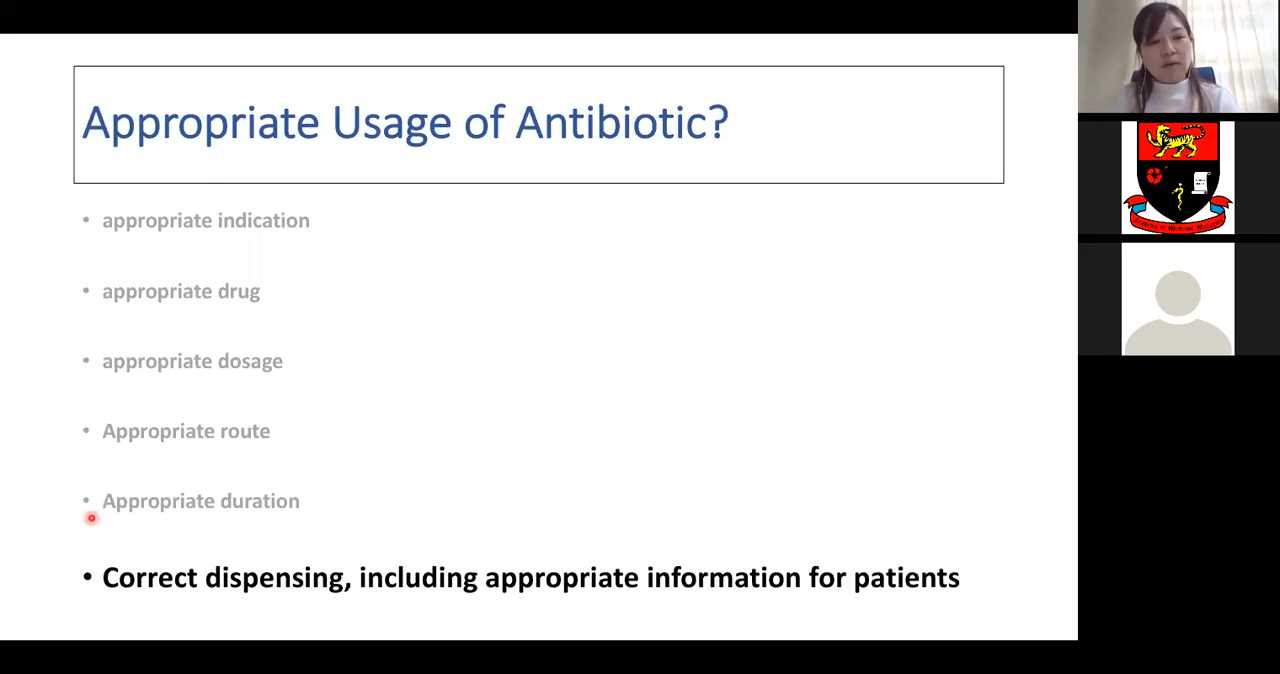 Appropriate Usage of Antibiotic?
• appropriate indication
• appropriate drug
• appropriate dosage
• Appropriate route
• Appropriate duration
• Correct dispensing, including appropriate information for patients